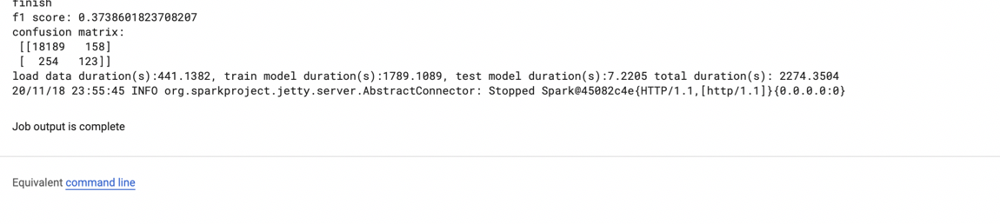 finish
f1 score: 0.3738601823708207
confusion matrix:
[[18189 158]
[ 254 123]]
load data duration(s):441.1382, train model duration(s):1789.1089, test model duration(s):7.2205 total duration(s): 2274.3504
20/11/18 23:55:45 INFO org.sparkproject.jetty.server.AbstractConnector: Stopped Spark@45082c4e{HTTP/1.1,[http/1.1]}{0.0.0.0:0}
Job output is complete
Equivalent command line